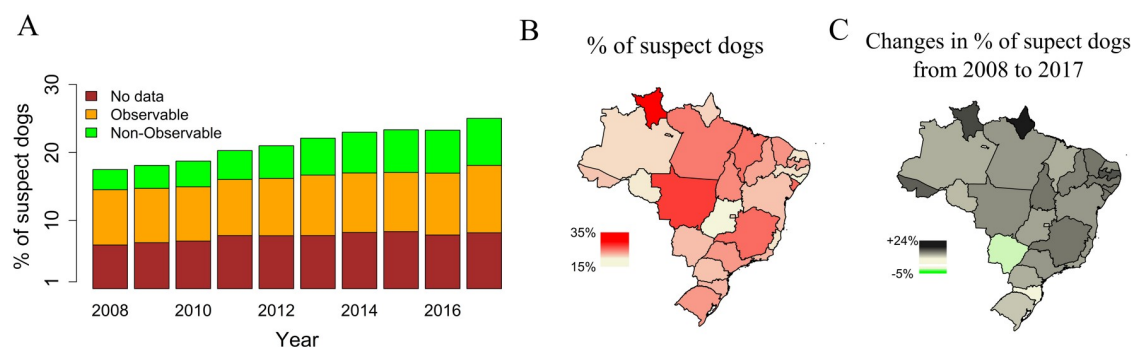 A
% of suspect dogs
30
20
10
1
No data
Observable
Non-Observable
2008
2010
2012
2014
2016
Year
B
% of suspect dogs
35%
15%
C
Changes in % of supect dogs
from 2008 to 2017
+24%
-5%